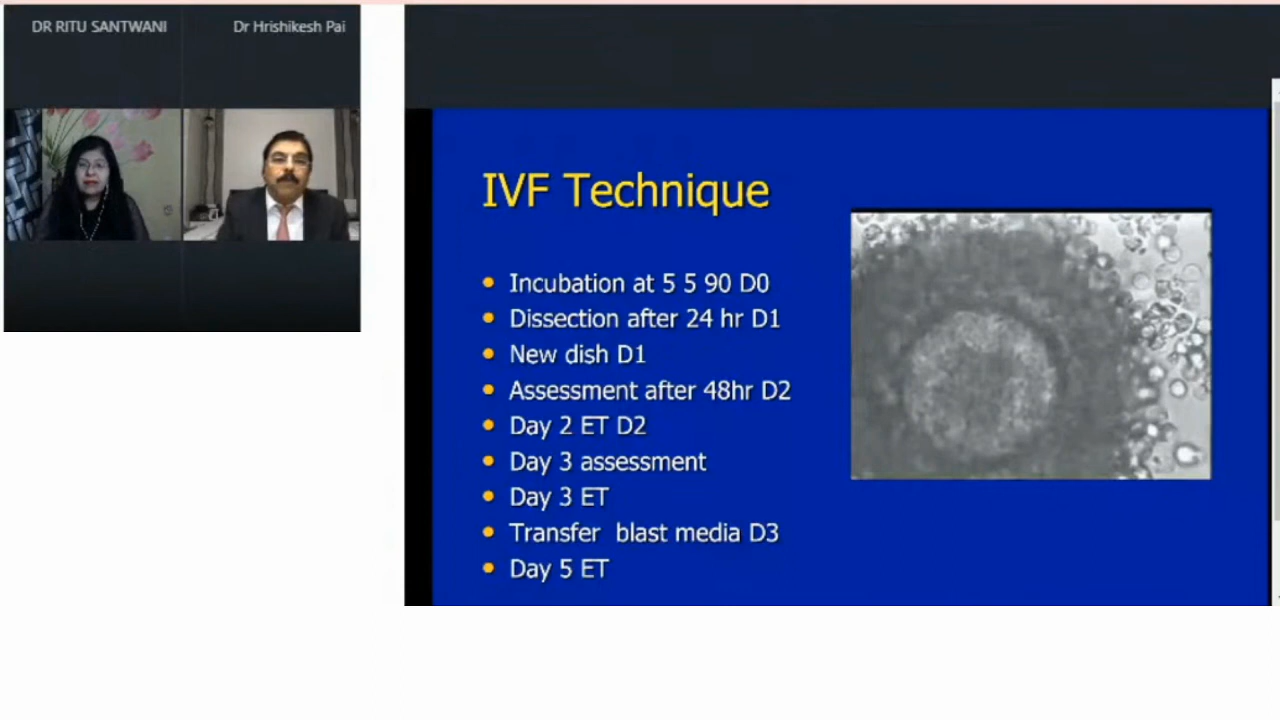 DR RITU SANTWANI
Dr Hrishikesh Pai
IVF Technique
Incubation at 5 5 90 D0
Dissection after 24 hr D1
New dish D1
Assessment after 48hr D2
Day 2 ET D2
Day 3 assessment
Day 3 ET
Transfer blast media D3
Day 5 ET